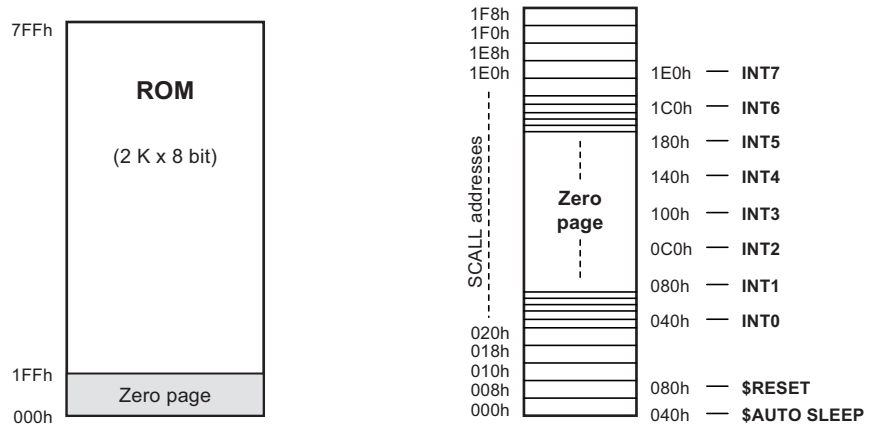 7FFh
ROM
(2 K x 8 bit)
1FFh
Zero page
000h
1F8h
1F0h
1E8h
1E0h
SCALL addresses
020h
018h
010h
008h
000h
Zero
page
1E0h — INT7
1C0h — INT6
180h — INT5
140h — INT4
100h — INT3
0C0h — INT2
080h — INT1
040h — INT0
080h — $RESET
040h — $AUTO SLEEP